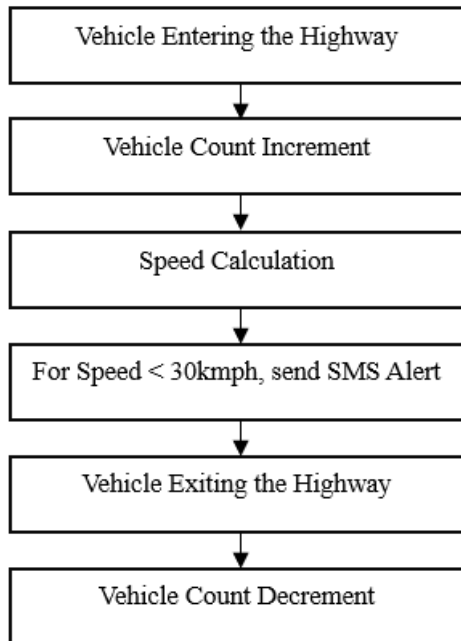 Vehicle Entering the Highway
Vehicle Count Increment
Speed Calculation
For Speed < 30kmph, send SMS Alert
Vehicle Exiting the Highway
Vehicle Count Decrement